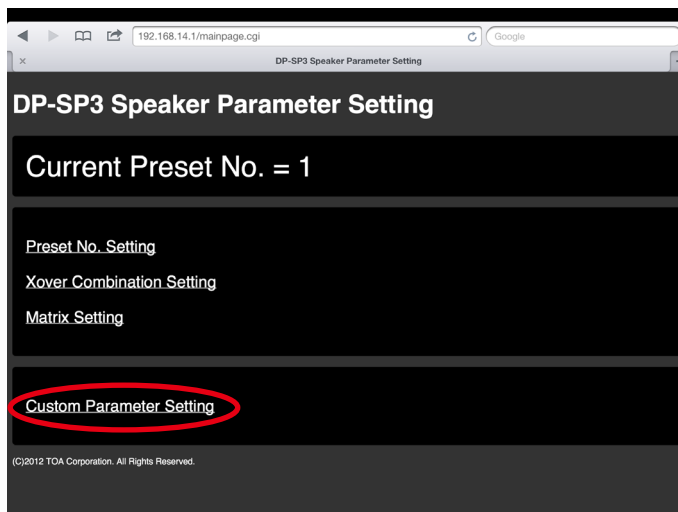 192.168.14.1/mainpage.cgi
Google
DP-SP3 Speaker Parameter Setting
DP-SP3 Speaker Parameter Setting
Current Preset No. = 1
Preset No. Setting
Xover Combination Setting
Matrix Setting
Custom Parameter Setting
(C)2012 TOA Corporation. All Rights Reserved.